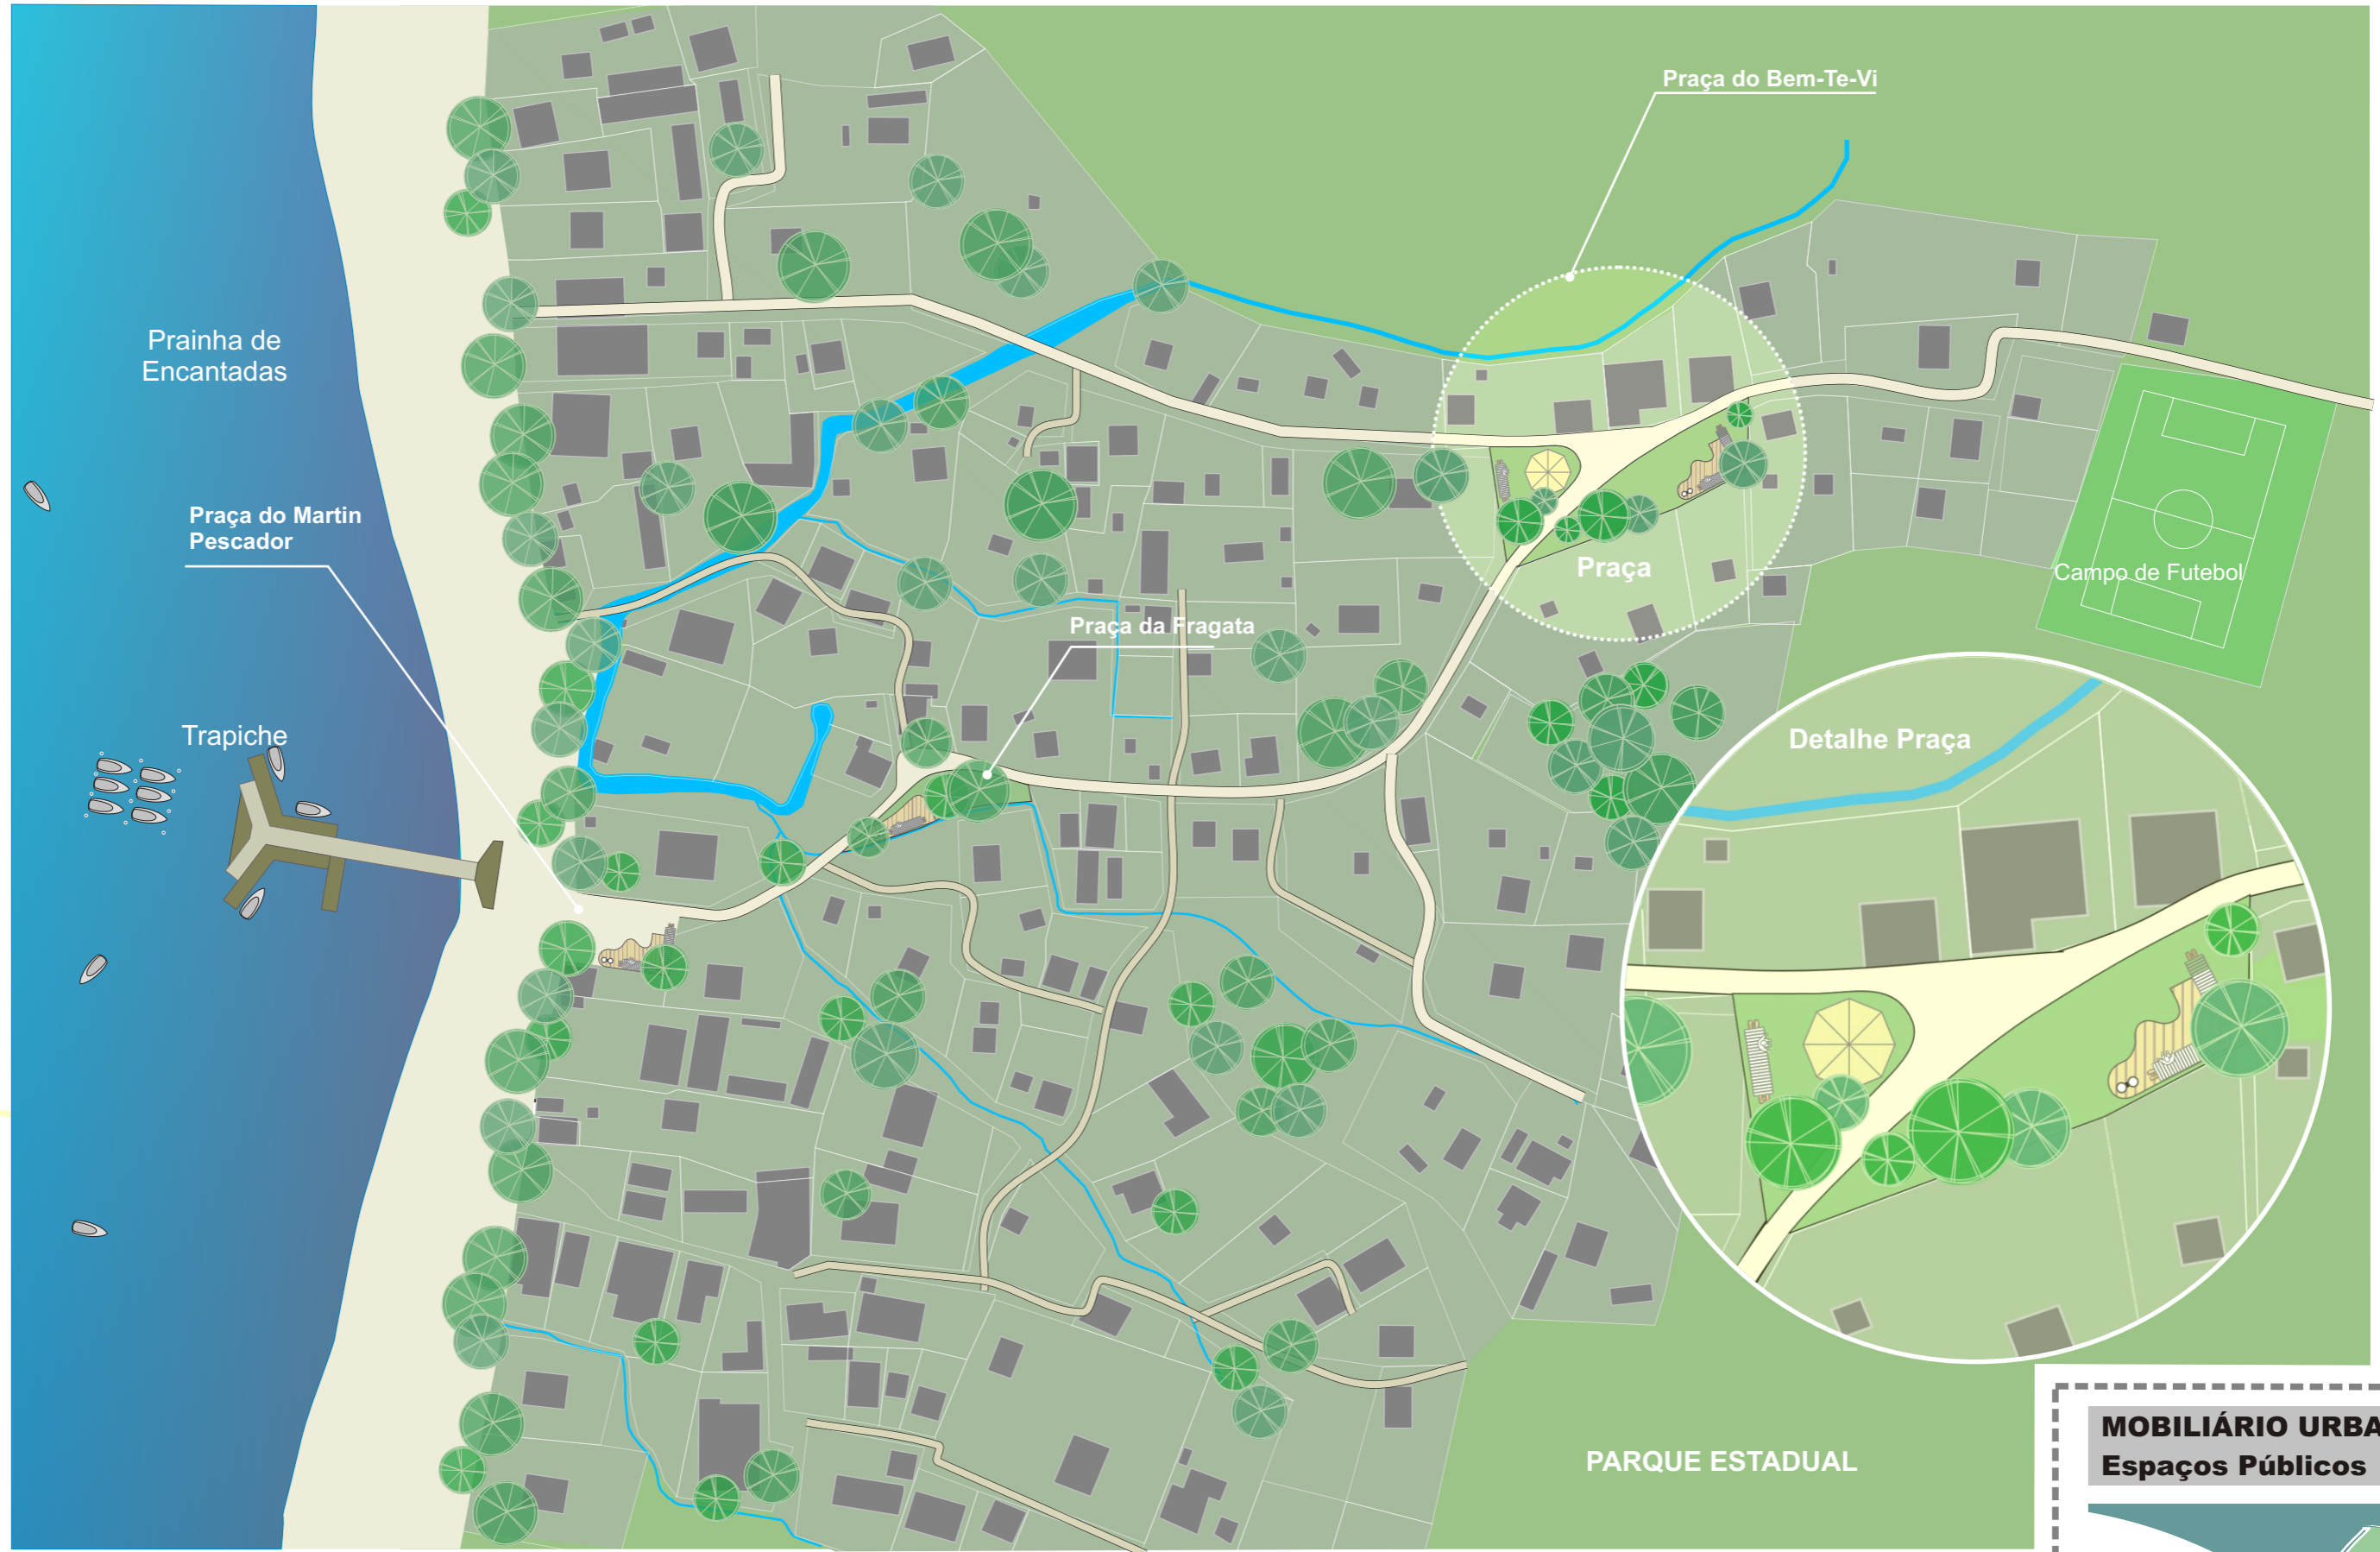 Praça do Bem-Te-Vi
Prainha de
Encantadas
Praça do Martin
Pescador
Praça
Campo de Futebol
Praça da Fragata
Trapiche
Detalhe Praça
PARQUE ESTADUAL
MOBILIÁRIO URBA
Espaços Públicos